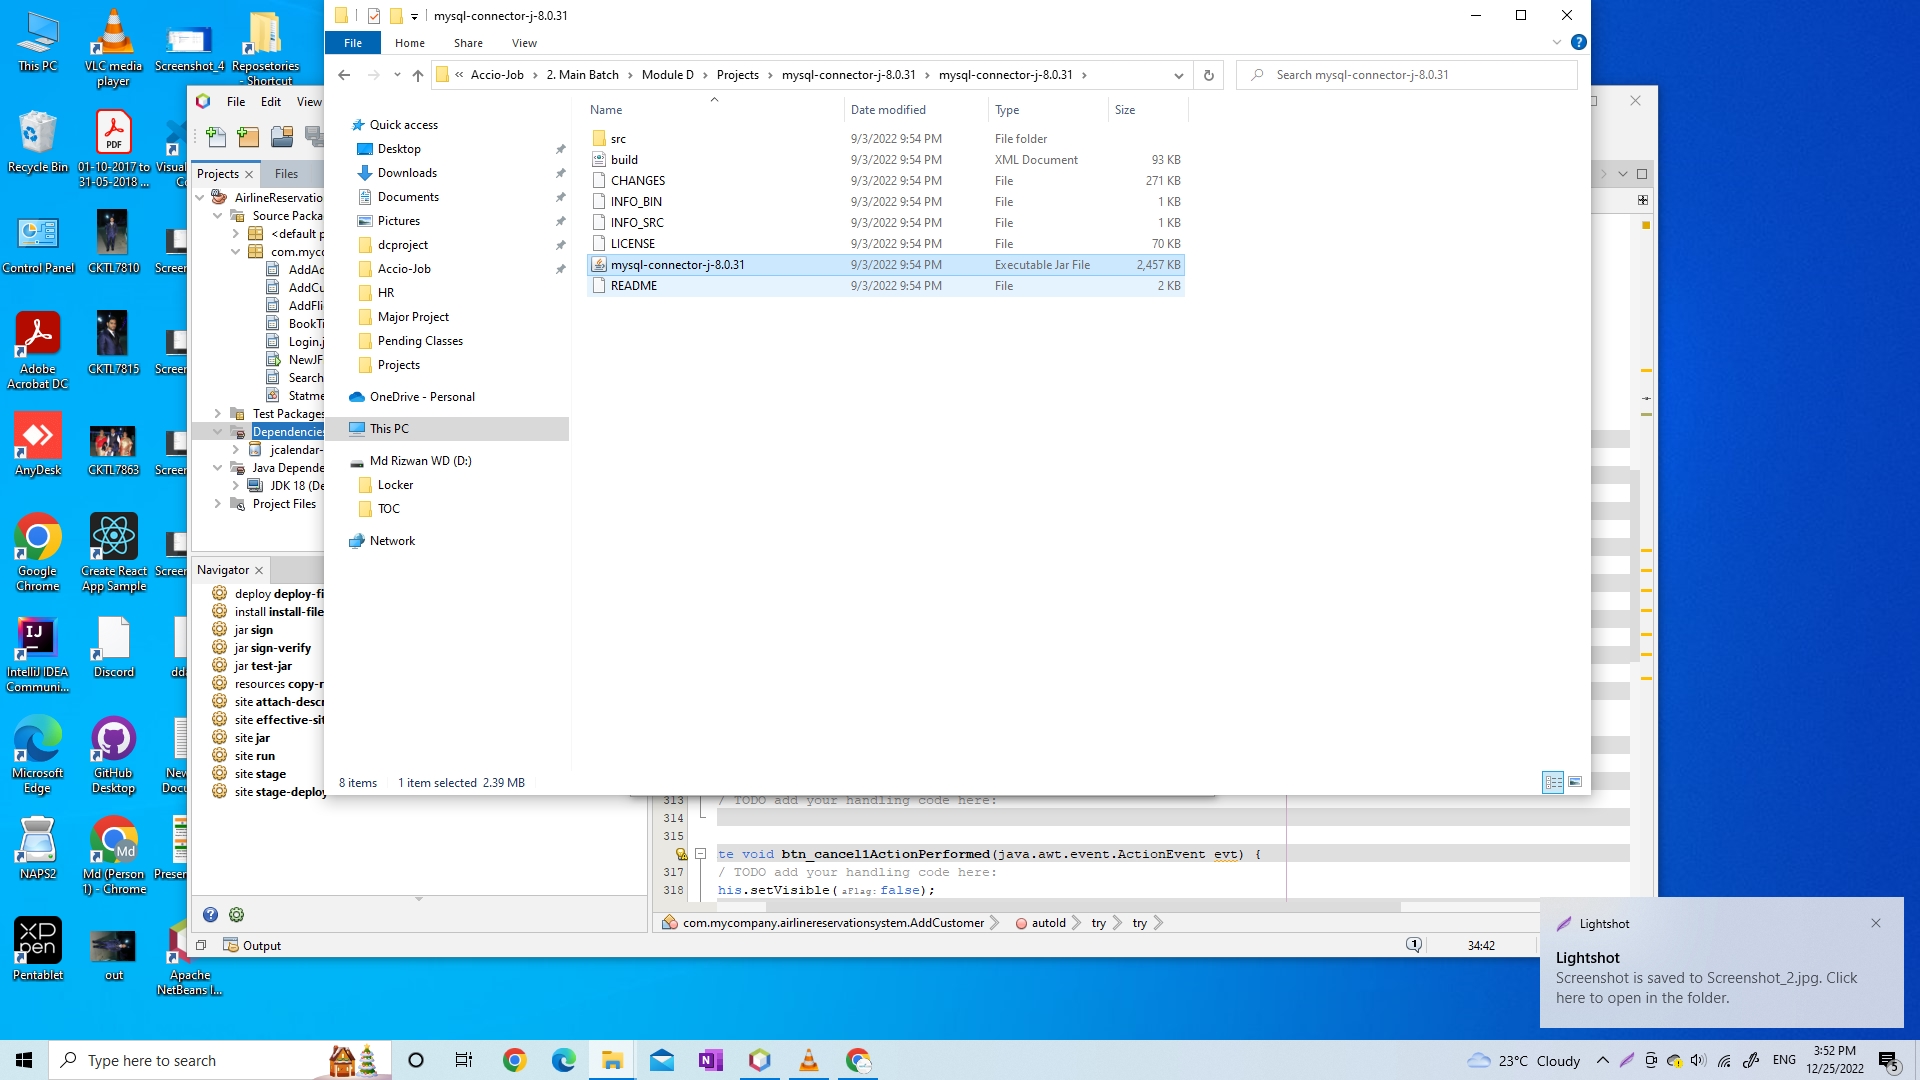 This PC
VLC media
player
Screenshot_4
Reposetories
- Shortcut
Recycle Bin
01-10-2017 to
31-05-2018 ...
Control Panel
CKTL7810
Adobe
Acrobat DC
CKTL7815
AnyDesk
CKTL7863
Google
Chrome
Create React
App Sample
IntelliJ IDEA
Communi...
Discord
Microsoft
Edge
GitHub
Desktop
NAPS2
Md (Person
1) - Chrome
Pentablet
out
Apache
NetBeans I...
mysql-connector-j-8.0.31
File
Home
Share
View
Accio-Job
2. Main Batch
Module D
Projects
mysql-connector-j-8.0.31
mysql-connector-j-8.0.31
Search mysql-connector-j-8.0.31
Quick access
Desktop
Downloads
Documents
Pictures
dcproject
Accio-Job
HR
Major Project
Pending Classes
Projects
OneDrive - Personal
This PC
Md Rizwan WD (D:)
Locker
TOC
Network
Name Date modified Type Size
src 9/3/2022 9:54 PM File folder
build 9/3/2022 9:54 PM XML Document 93 KB
CHANGES 9/3/2022 9:54 PM File 271 KB
INFO_BIN 9/3/2022 9:54 PM File 1 KB
INFO_SRC 9/3/2022 9:54 PM File 1 KB
LICENSE 9/3/2022 9:54 PM File 70 KB
mysql-connector-j-8.0.31 9/3/2022 9:54 PM Executable Jar File 2,457 KB
README 9/3/2022 9:54 PM File 2 KB
8 items 1 item selected 2.39 MB
File Edit View
Projects Files
AirlineReservatio
Source Packa
<default p
com.myco
AddAd
AddCu
AddFli
BookTi
Login.j
NewJF
Search
Statme
Test Packages
Dependencies
jcalendar-
Java Depende
JDK 18 (De
Project Files
Navigator
deploy deploy-fi
install install-file
jar sign
jar sign-verify
jar test-jar
resources copy-r
site attach-descr
site effective-sit
site jar
site run
site stage
site stage-deploy
Output
313 / TODO add your handling code here:
314
315
te void btn_cancel1ActionPerformed(java.awt.event.ActionEvent evt) {
317 / TODO add your handling code here:
318 his.setVisible( aFlag: false);
com.mycompany.airlinereservationsystem.AddCustomer
autoId
try
try
1
34:42
Lightshot
Lightshot
Screenshot is saved to Screenshot_2.jpg. Click
here to open in the folder.
Type here to search
23°C Cloudy
ENG
3:52 PM
12/25/2022
5